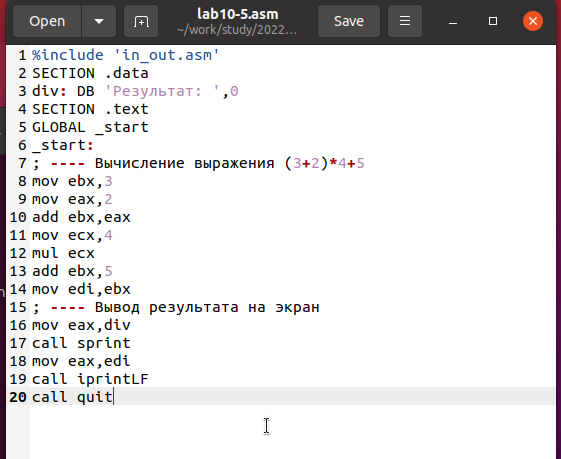 Open
lab10-5.asm
~/work/study/2022...
Save
1 %include 'in_out.asm'
2 SECTION .data
3 div: DB 'Результат: ',0
4 SECTION .text
5 GLOBAL _start
6 _start:
7 ; ---- Вычисление выражения (3+2)*4+5
8 mov ebx,3
9 mov eax,2
10 add ebx,eax
11 mov ecx,4
12 mul ecx
13 add ebx,5
14 mov edi,ebx
15 ; ---- Вывод результата на экран
16 mov eax,div
17 call sprint
18 mov eax,edi
19 call iprintLF
20 call quit